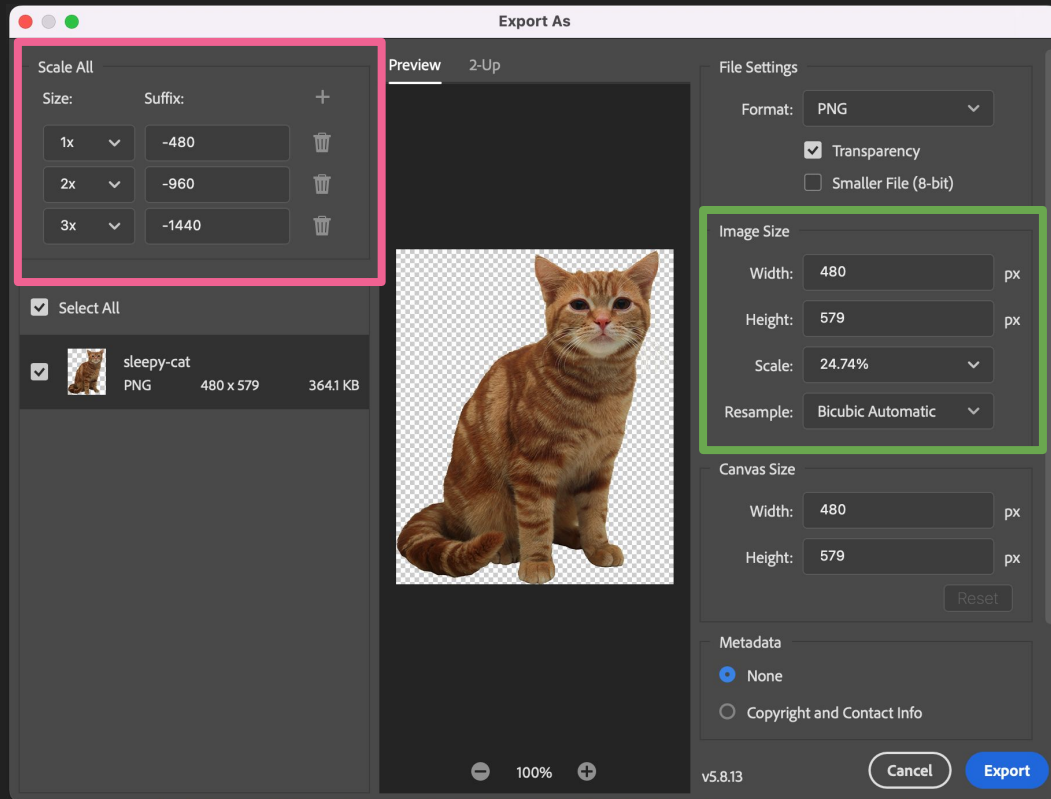 Export As
Scale All
Size: Suffix: +
1x -480
2x -960
3x -1440
Select All
sleepy-cat
PNG 480 x 579 364.1 KB
Preview 2-Up
100%
File Settings
Format: PNG
Transparency
Smaller File (8-bit)
Image Size
Width: 480 px
Height: 579 px
Scale: 24.74%
Resample: Bicubic Automatic
Canvas Size
Width: 480 px
Height: 579 px
Reset
Metadata
None
Copyright and Contact Info
v5.8.13 Cancel Export